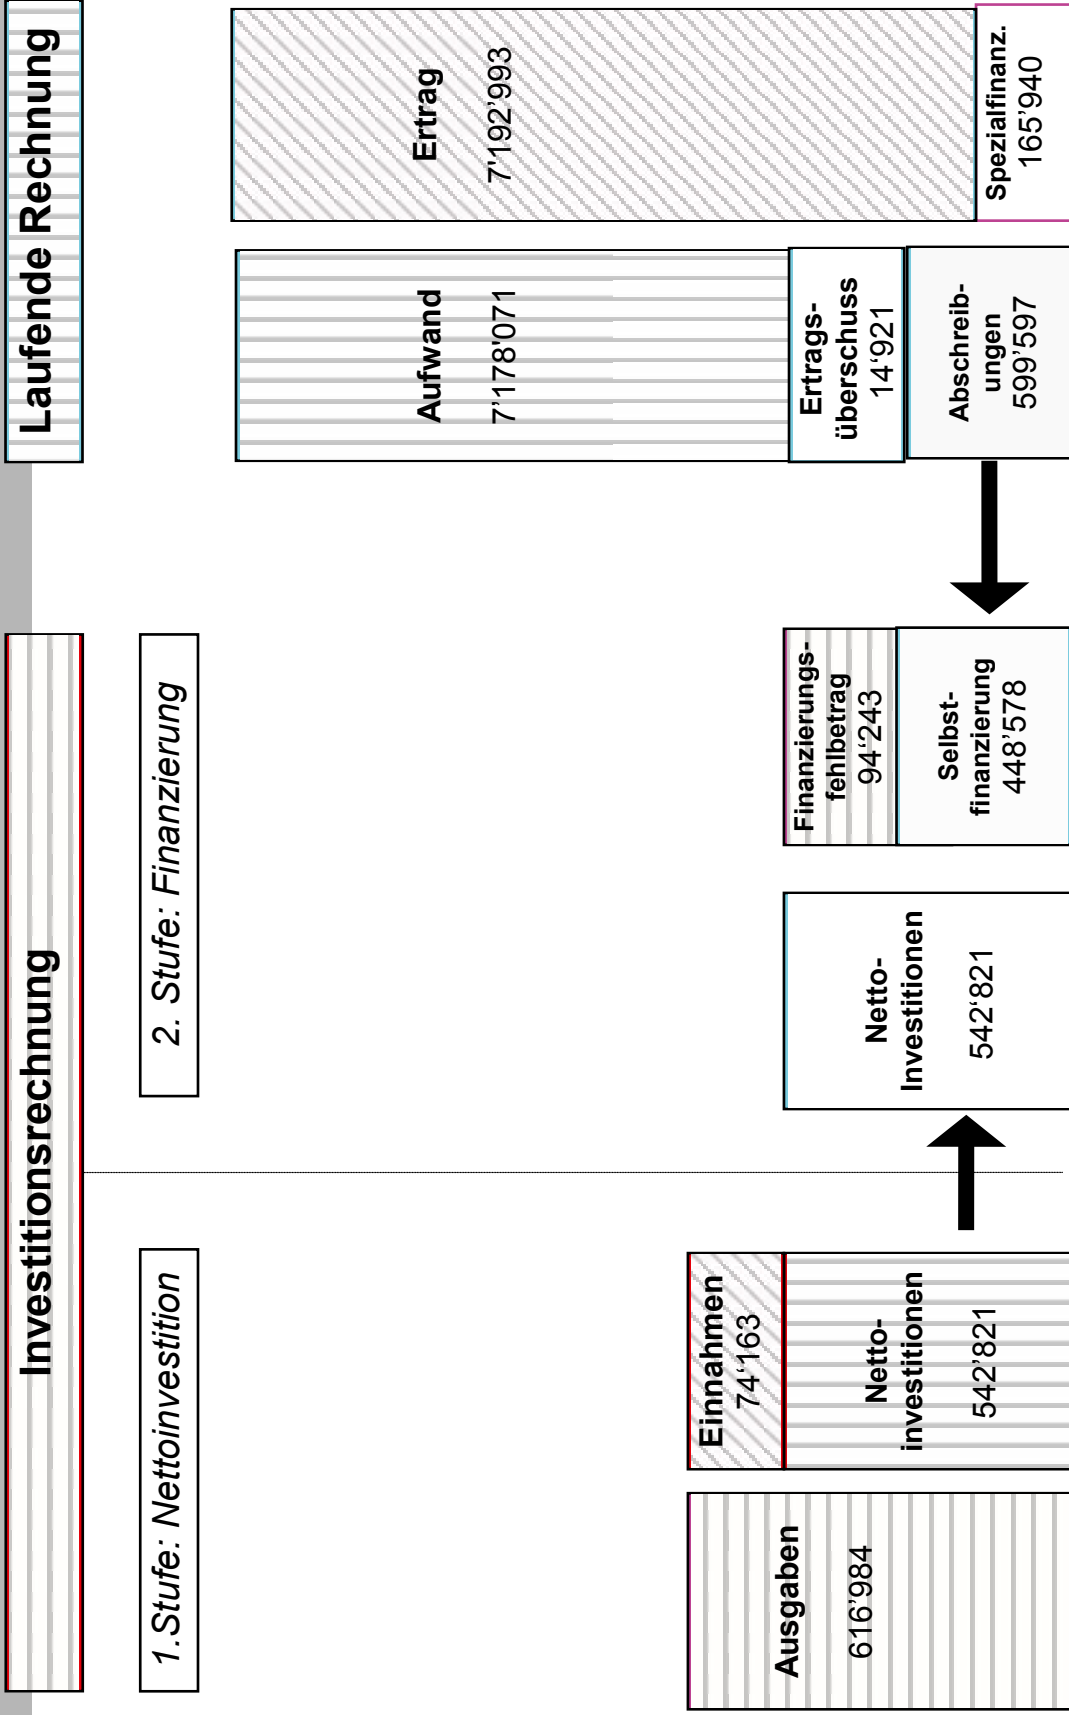 Investitionsrechnung
Laufende Rechnung
1.Stufe: Nettoinvestition
2. Stufe: Finanzierung
Ausgaben
616’984
Einnahmen
74‘163
Netto-
investitionen
542’821
Netto-
Investitionen
542‘821
Finanzierungs-
fehlbetrag
94‘243
Selbst-
finanzierung
448’578
Aufwand
7’178'071
Ertrags-
überschuss
14‘921
Abschreib-
ungen
599’597
Ertrag
7'192’993
Spezialfinanz.
165’940